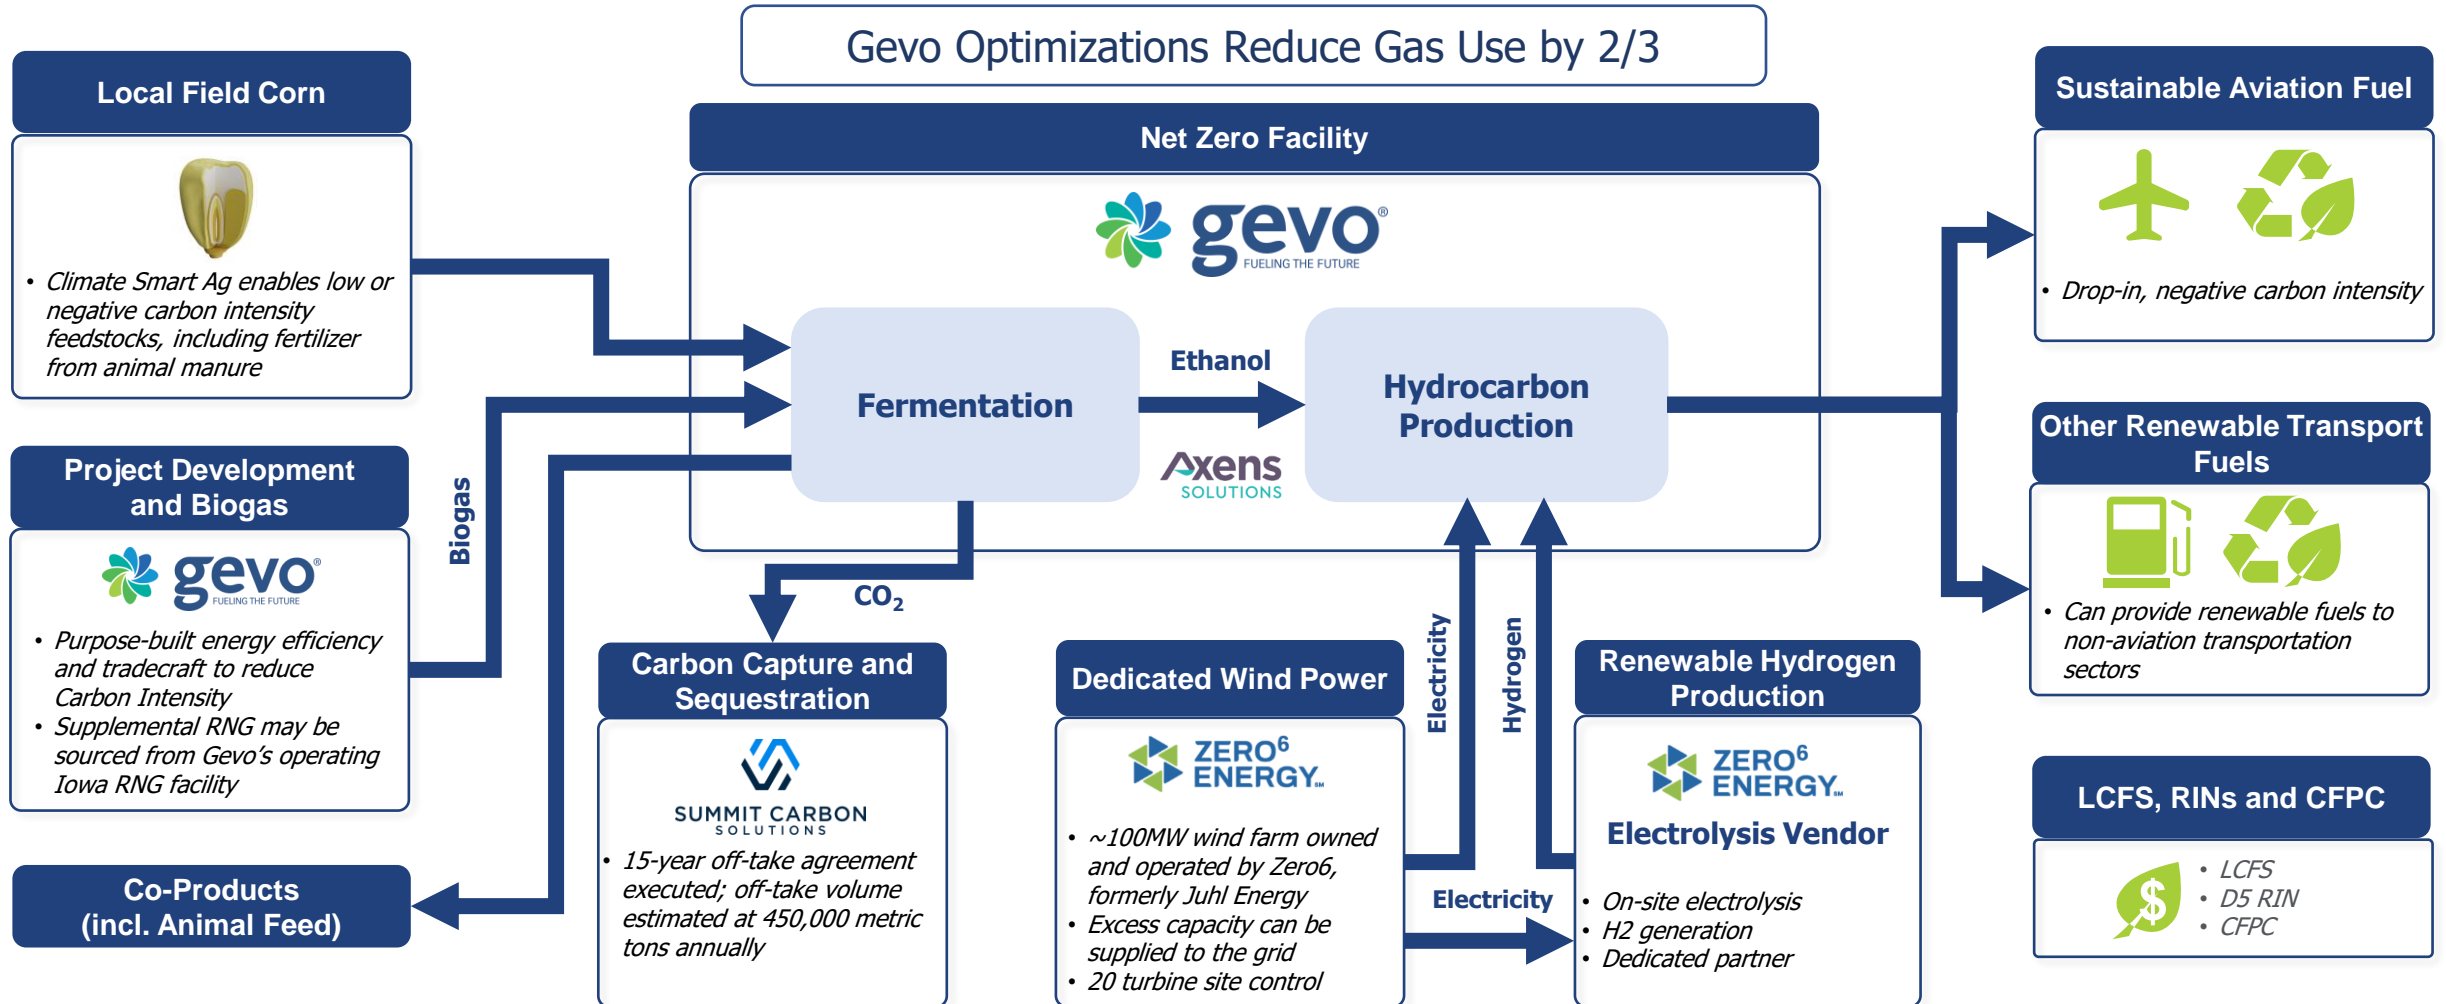 Gevo Optimizations Reduce Gas Use by 2/3
Local Field Corn
• Climate Smart Ag enables low or
negative carbon intensity
feedstocks, including fertilizer
from animal manure
Project Development
and Biogas
gevo®
FUELING THE FUTURE
• Purpose-built energy efficiency
and tradecraft to reduce
Carbon Intensity
• Supplemental RNG may be
sourced from Gevo's operating
Iowa RNG facility
Co-Products
(incl. Animal Feed)
Biogas
Net Zero Facility
gevo®
FUELING THE FUTURE
Fermentation
Ethanol
Axens
SOLUTIONS
Hydrocarbon
Production
CO₂
Carbon Capture and
Sequestration
SUMMIT CARBON
SOLUTIONS
• 15-year off-take agreement
executed; off-take volume
estimated at 450,000 metric
tons annually
Dedicated Wind Power
ZERO⁶
ENERGY℠
• ~100MW wind farm owned
and operated by Zero6,
formerly Juhl Energy
• Excess capacity can be
supplied to the grid
• 20 turbine site control
Electricity
Hydrogen
Electricity
Renewable Hydrogen
Production
ZERO⁶
ENERGY℠
Electrolysis Vendor
• On-site electrolysis
• H2 generation
• Dedicated partner
Sustainable Aviation Fuel
• Drop-in, negative carbon intensity
Other Renewable Transport
Fuels
• Can provide renewable fuels to
non-aviation transportation
sectors
LCFS, RINs and CFPC
$
• LCFS
• D5 RIN
• CFPC